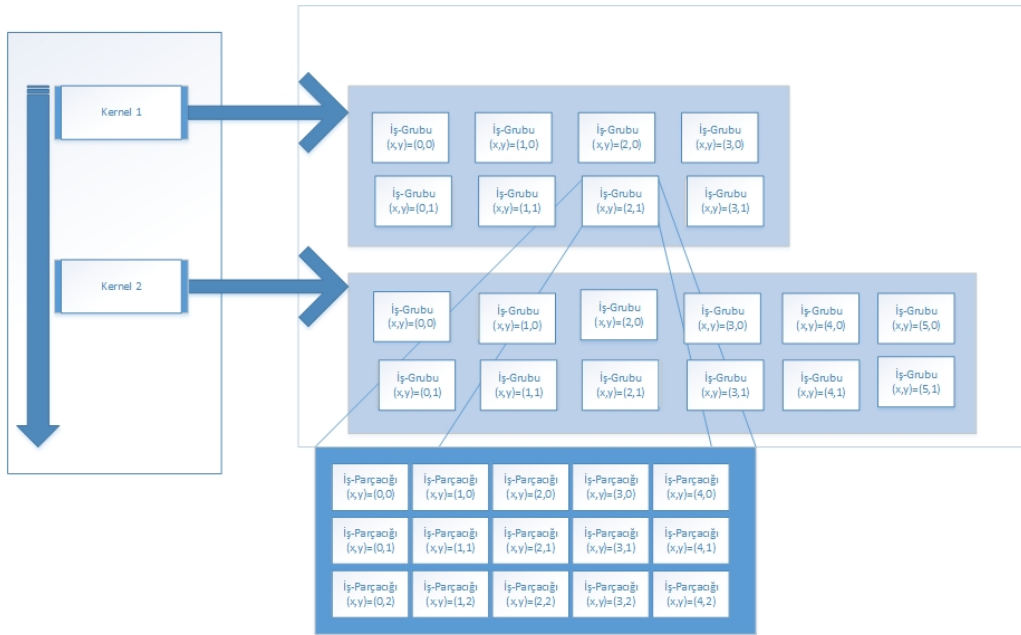 Kernel 1
İş-Grubu
(x,y)=(0,0)
İş-Grubu
(x,y)=(1,0)
İş-Grubu
(x,y)=(2,0)
İş-Grubu
(x,y)=(3,0)
İş-Grubu
(x,y)=(0,1)
İş-Grubu
(x,y)=(1,1)
İş-Grubu
(x,y)=(2,1)
İş-Grubu
(x,y)=(3,1)
Kernel 2
İş-Grubu
(x,y)=(0,0)
İş-Grubu
(x,y)=(1,0)
İş-Grubu
(x,y)=(2,0)
İş-Grubu
(x,y)=(3,0)
İş-Grubu
(x,y)=(4,0)
İş-Grubu
(x,y)=(5,0)
İş-Grubu
(x,y)=(0,1)
İş-Grubu
(x,y)=(1,1)
İş-Grubu
(x,y)=(2,1)
İş-Grubu
(x,y)=(3,1)
İş-Grubu
(x,y)=(4,1)
İş-Grubu
(x,y)=(5,1)
İş-Parçacığı
(x,y)=(0,0)
İş-Parçacığı
(x,y)=(1,0)
İş-Parçacığı
(x,y)=(2,0)
İş-Parçacığı
(x,y)=(3,0)
İş-Parçacığı
(x,y)=(4,0)
İş-Parçacığı
(x,y)=(0,1)
İş-Parçacığı
(x,y)=(1,1)
İş-Parçacığı
(x,y)=(2,1)
İş-Parçacığı
(x,y)=(3,1)
İş-Parçacığı
(x,y)=(4,1)
İş-Parçacığı
(x,y)=(0,2)
İş-Parçacığı
(x,y)=(1,2)
İş-Parçacığı
(x,y)=(2,2)
İş-Parçacığı
(x,y)=(3,2)
İş-Parçacığı
(x,y)=(4,2)